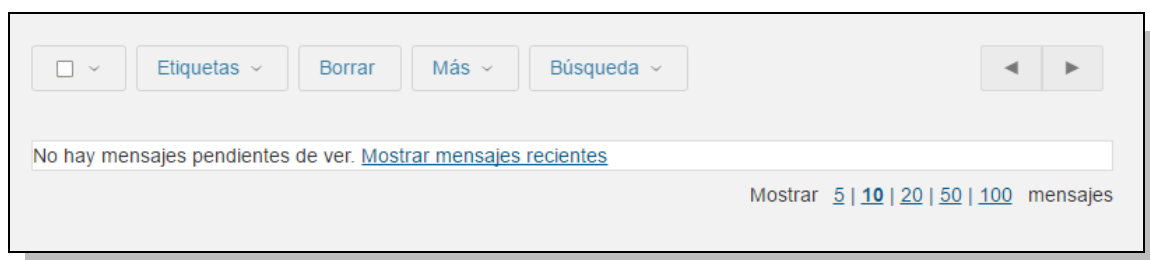 Etiquetas Borrar Más Búsqueda
No hay mensajes pendientes de ver. Mostrar mensajes recientes
Mostrar 5 | 10 | 20 | 50 | 100 mensajes